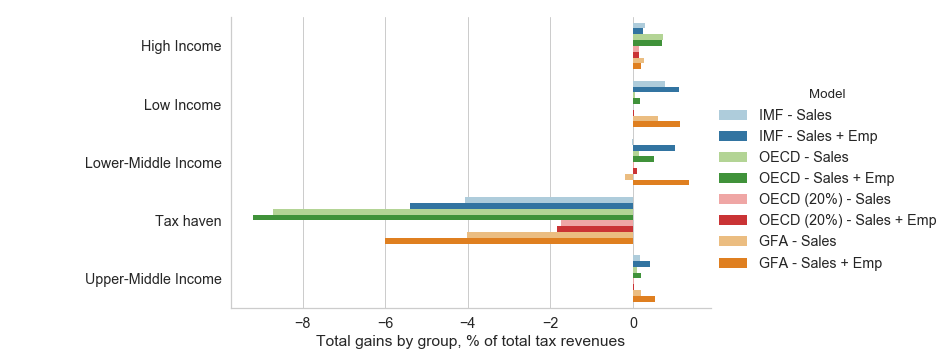 High Income
Low Income
Lower-Middle Income
Tax haven
Upper-Middle Income
−8 −6 −4 −2 0
Total gains by group, % of total tax revenues
Model
IMF - Sales
IMF - Sales + Emp
OECD - Sales
OECD - Sales + Emp
OECD (20%) - Sales
OECD (20%) - Sales + Emp
GFA - Sales
GFA - Sales + Emp